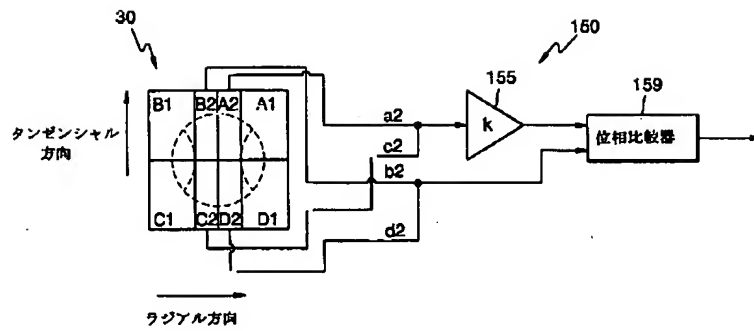 30
160
155
159
B1
B2
A2
A1
a2
k
位相比較器
タンゼンシャル
方向
c2
b2
C1
C2
D2
D1
d2
ラジアル方向